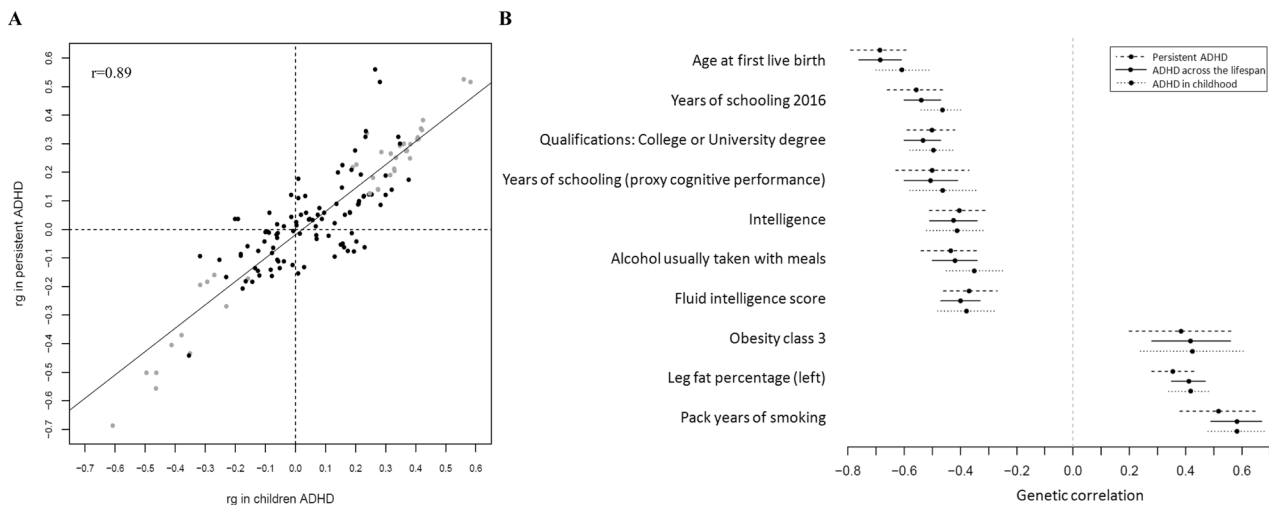 A
B
r=0.89
rg in persistent ADHD
0.6
0.5
0.4
0.3
0.2
0.1
0.0
−0.1
−0.2
−0.3
−0.4
−0.5
−0.6
−0.7
−0.7 −0.6 −0.5 −0.4 −0.3 −0.2 −0.1 0.0 0.1 0.2 0.3 0.4 0.5 0.6
rg in children ADHD
Persistent ADHD
ADHD across the lifespan
ADHD in childhood
Age at first live birth
Years of schooling 2016
Qualifications: College or University degree
Years of schooling (proxy cognitive performance)
Intelligence
Alcohol usually taken with meals
Fluid intelligence score
Obesity class 3
Leg fat percentage (left)
Pack years of smoking
−0.8 −0.6 −0.4 −0.2 0.0 0.2 0.4 0.6
Genetic correlation